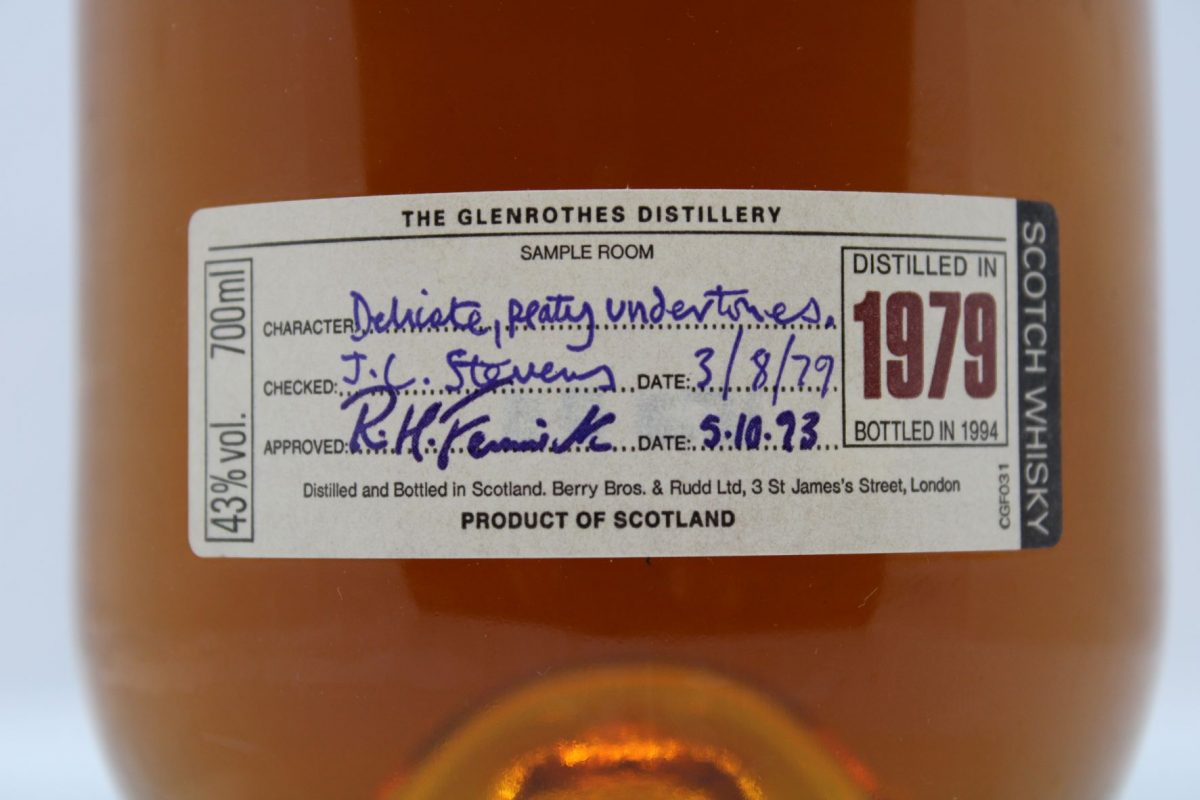 THE GLENROTHES DISTILLERY
SAMPLE ROOM
43% vol. 700ml
CHARACTER: Delicate, peaty undertones.
CHECKED: J.C. Stevens DATE: 3/8/79
APPROVED: R.H. Fenwick DATE: 5.10.93
DISTILLED IN
1979
BOTTLED IN 1994
Distilled and Bottled in Scotland. Berry Bros. & Rudd Ltd, 3 St James's Street, London
PRODUCT OF SCOTLAND
CGF031
SCOTCH WHISKY